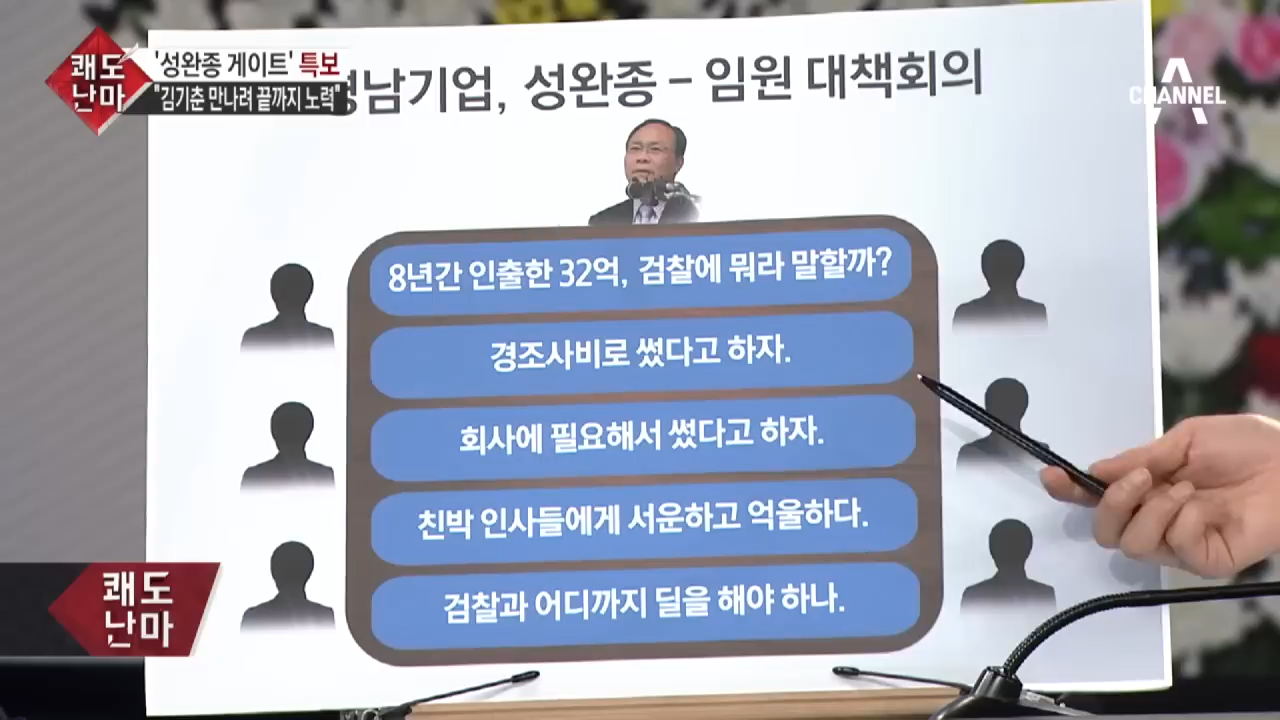 쾌도
난마
'성완종 게이트' 특보
"김기춘 만나려 끝까지 노력"
남기업, 성완종 – 임원 대책회의
CHANNEL
8년간 인출한 32억, 검찰에 뭐라 말할까?
경조사비로 썼다고 하자.
회사에 필요해서 썼다고 하자.
친박 인사들에게 서운하고 억울하다.
검찰과 어디까지 딜을 해야 하나.
쾌도
난마